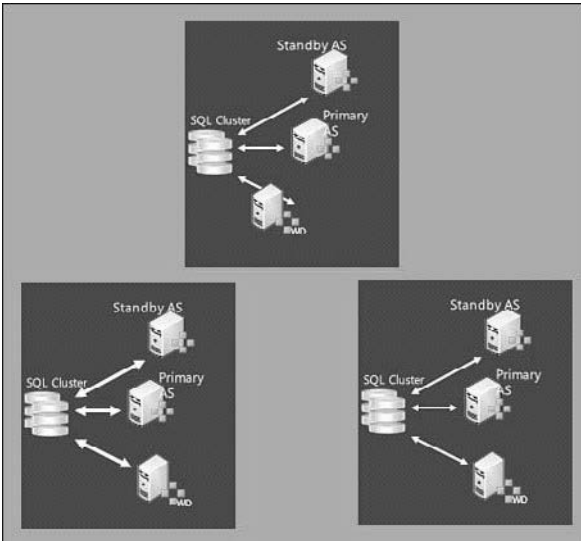 Standby AS
SQL Cluster
Primary
AS
WD
Standby AS
SQL Cluster
Primary
AS
WD
Standby AS
SQL Cluster
Primary
AS
WD